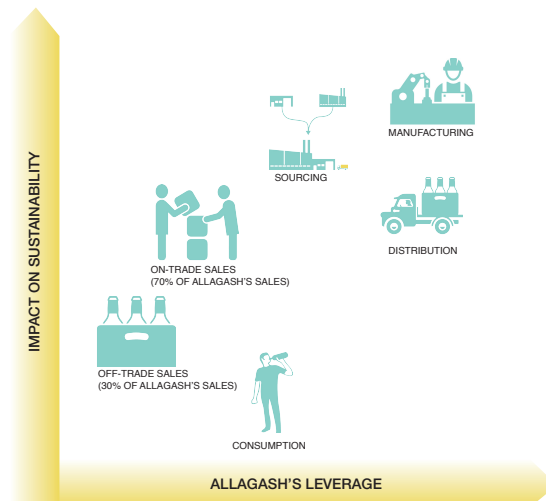 IMPACT ON SUSTAINABILITY
MANUFACTURING
SOURCING
DISTRIBUTION
ON-TRADE SALES
(70% OF ALLAGASH'S SALES)
OFF-TRADE SALES
(30% OF ALLAGASH'S SALES)
CONSUMPTION
ALLAGASH'S LEVERAGE